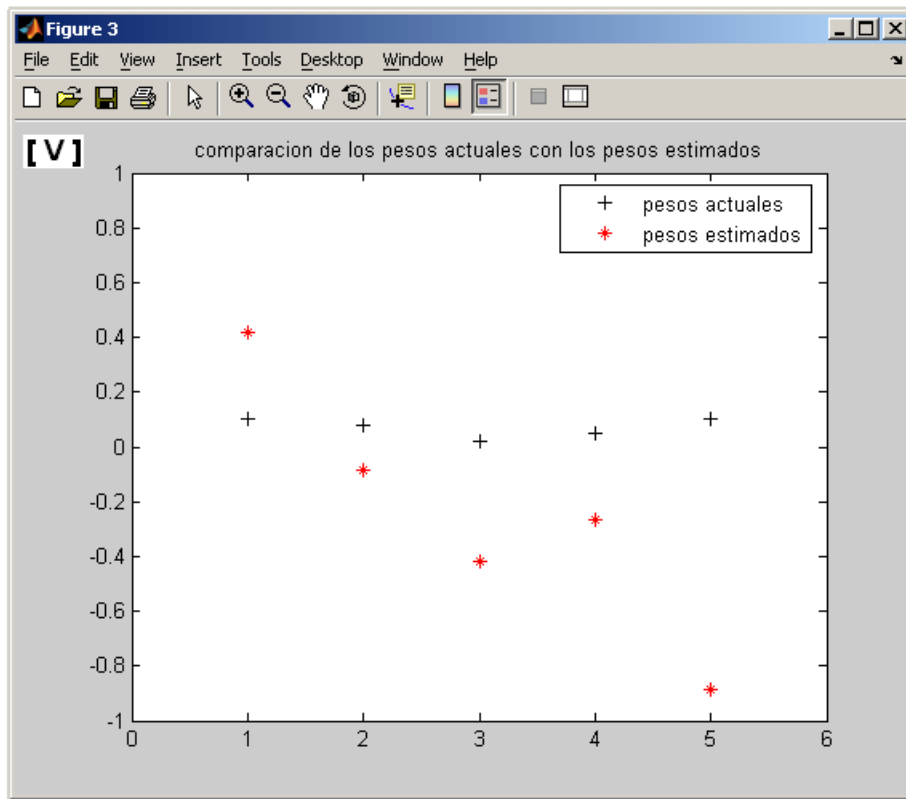 Figure 3
File Edit View Insert Tools Desktop Window Help
[ V ]
comparacion de los pesos actuales con los pesos estimados
pesos actuales
pesos estimados
1
0.8
0.6
0.4
0.2
0
-0.2
-0.4
-0.6
-0.8
-1
0 1 2 3 4 5 6